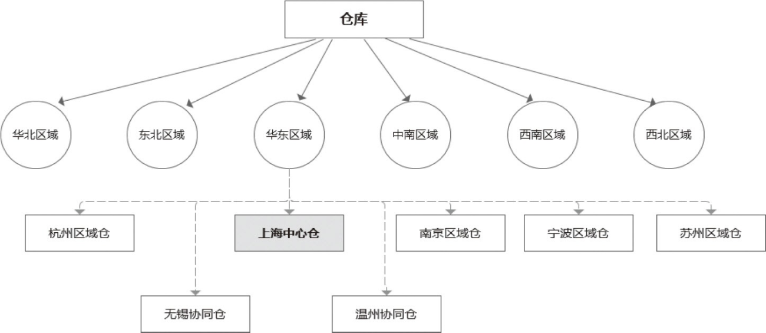 仓库
华北区域
东北区域
华东区域
中南区域
西南区域
西北区域
杭州区域仓
上海中心仓
南京区域仓
宁波区域仓
苏州区域仓
无锡协同仓
温州协同仓